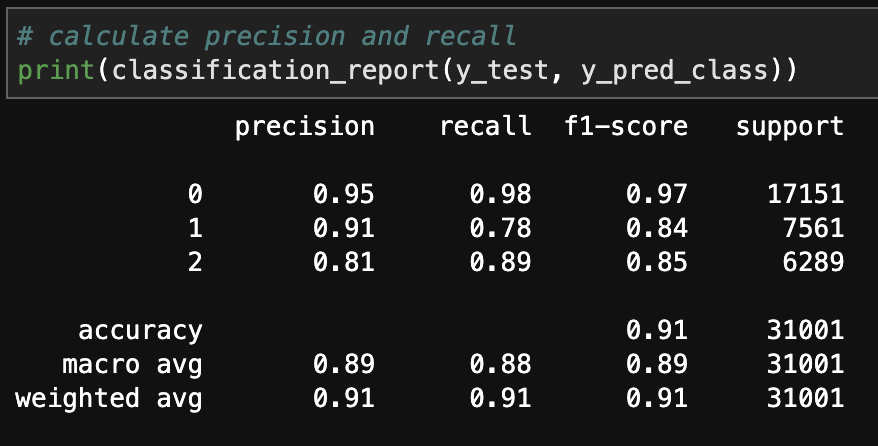 # calculate precision and recall
print(classification_report(y_test, y_pred_class))
precision recall f1-score support
0 0.95 0.98 0.97 17151
1 0.91 0.78 0.84 7561
2 0.81 0.89 0.85 6289
accuracy 0.91 31001
macro avg 0.89 0.88 0.89 31001
weighted avg 0.91 0.91 0.91 31001